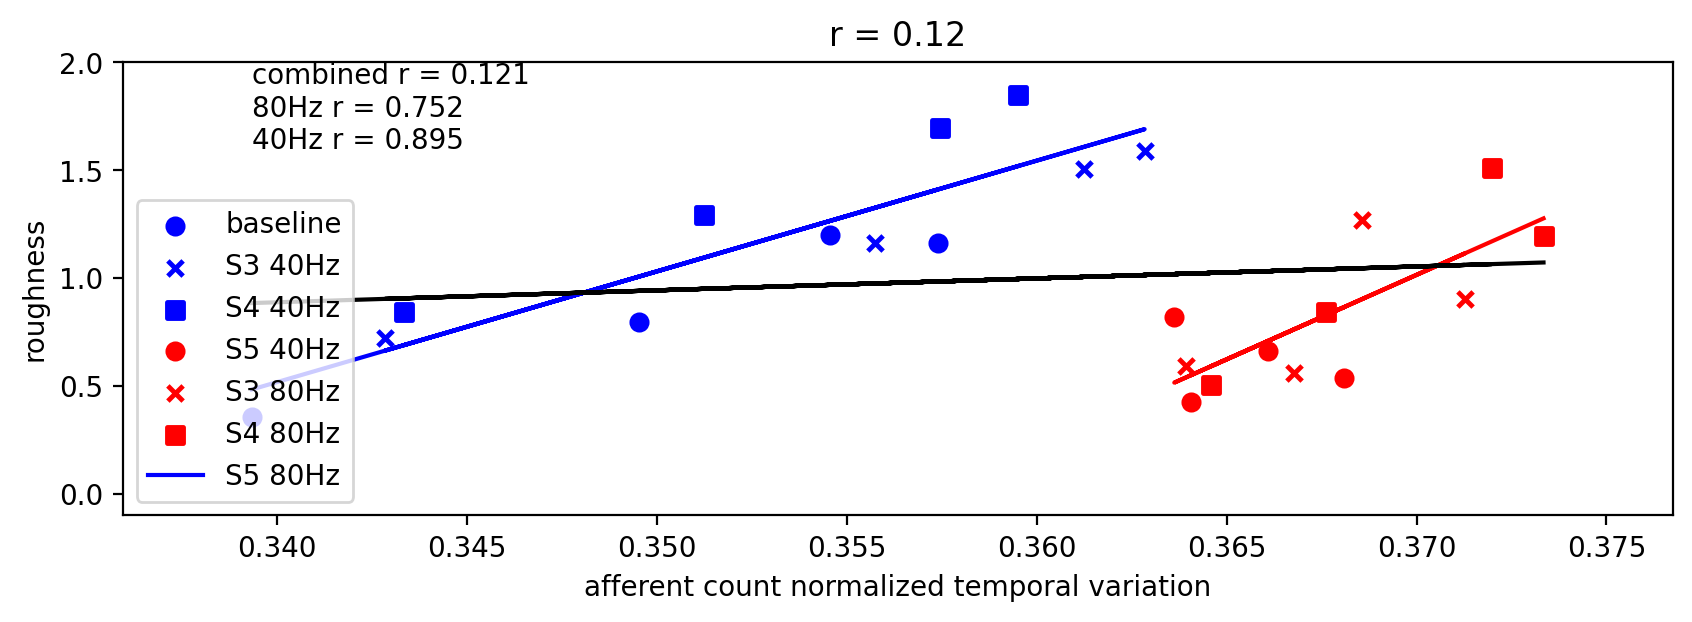 r = 0.12
combined r = 0.121
80Hz r = 0.752
40Hz r = 0.895
2.0
1.5
1.0
0.5
0.0
roughness
baseline
S3 40Hz
S4 40Hz
S5 40Hz
S3 80Hz
S4 80Hz
S5 80Hz
0.340 0.345 0.350 0.355 0.360 0.365 0.370 0.375
afferent count normalized temporal variation